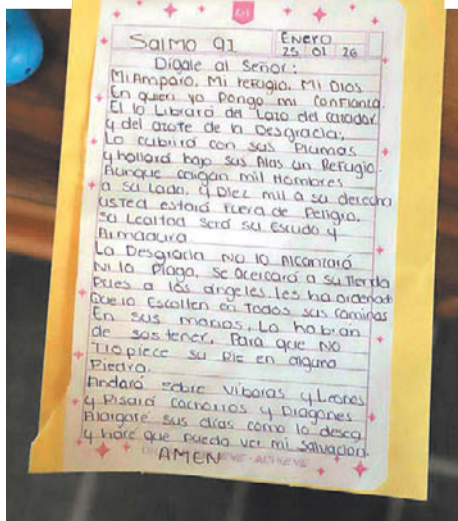 Salmo 91
Enero
25 01 26
Digale al Señor:
Mi Amparo, Mi refugio, Mi Dios
En quien yo Pongo mi Confianza.
El lo Librará del Lazo del cazador
y del azote de la Desgracia,
Lo cubrirá con sus Plumas
y hallará bajo sus Alas un Refugio.
Aunque caigan mil Hombres
a su Lado, y Diez mil a su derecha
usted estará Fuera de Peligro,
su Lealtad Será su Escudo y
Armadura.
La Desgracia No lo Alcanzará
Ni la Plaga, se Acercará a su Tienda
Pues a los ángeles les ha ordenado
Que lo Escolten en Todos sus Caminos
En sus manos, Lo habran
de sostener, Para que NO
Tropiece su Pie en alguna
Piedra.
Andará sobre víboras y Leones
y Pisará cachorros y Dragones
Alargaré sus días como lo desea
y haré que pueda ver mi salvacion.
AMEN